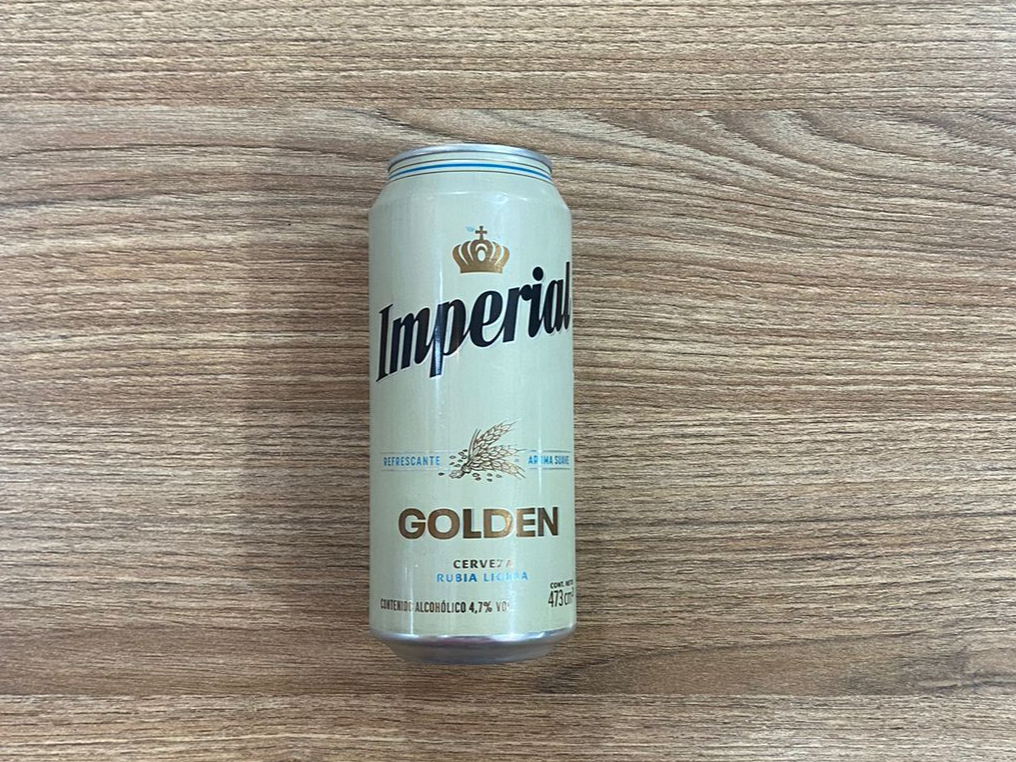 Imperial
REFRESCANTE
AROMA SUAVE
GOLDEN
CERVEZA
RUBIA LIGERA
CONT. NETO
473 cm³
CONTENIDO ALCOHÓLICO 4,7% VOL